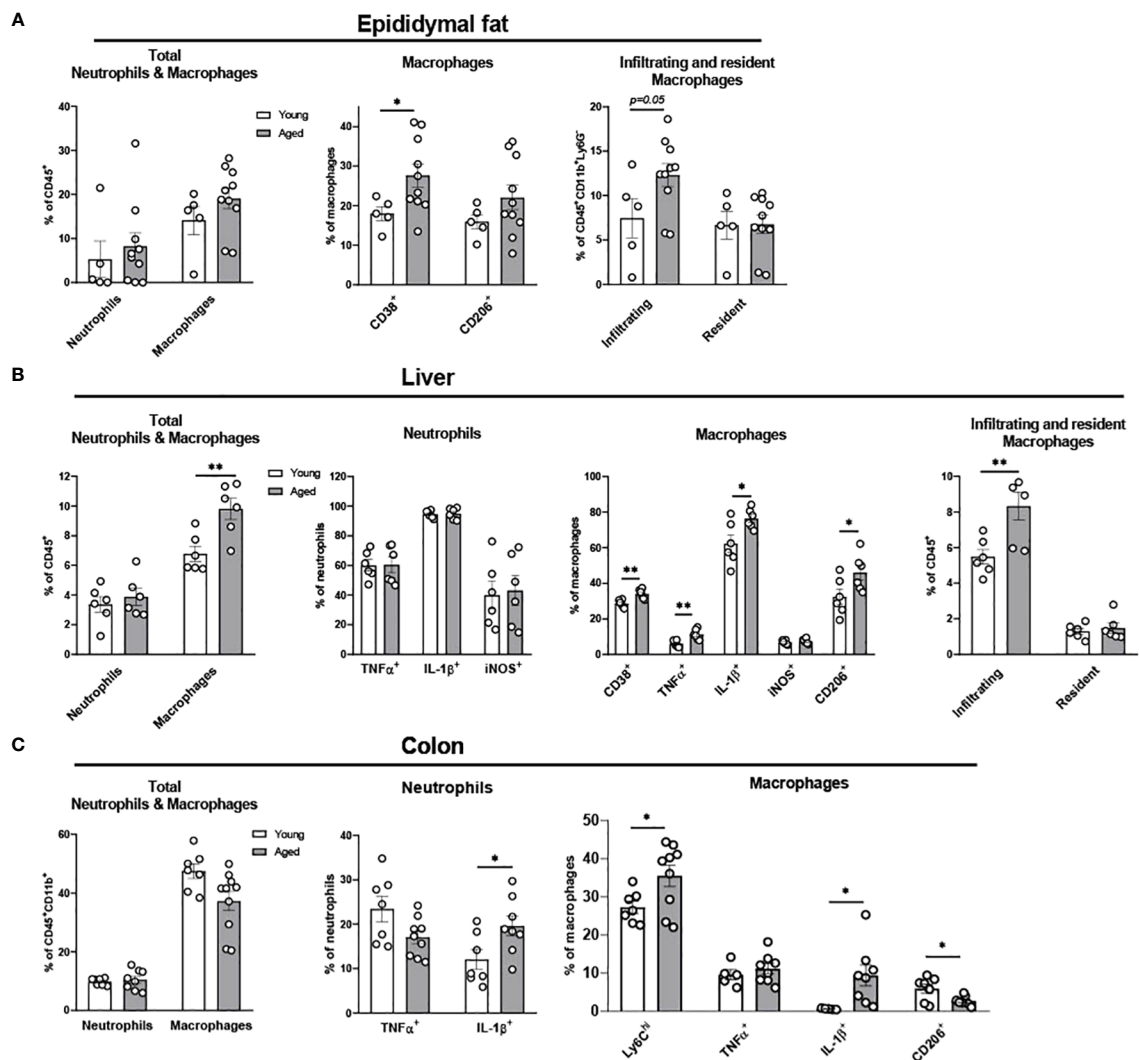 A
Epididymal fat
Total
Neutrophils & Macrophages
% of CD45⁺
40
30
20
10
0
Neutrophils
Macrophages
Young
Aged
Macrophages
% of macrophages
40
30
20
10
0
*
CD38⁺
CD206⁺
Infiltrating and resident
Macrophages
% of CD45⁺CD11b⁺Ly6G⁻
20
15
10
5
0
p=0.05
Infiltrating
Resident
B
Liver
Total
Neutrophils & Macrophages
% of CD45⁺
12
10
8
6
4
2
0
**
Neutrophils
Macrophages
Young
Aged
Neutrophils
% of neutrophils
120
100
80
60
40
20
0
TNFα⁺ IL-1β⁺ iNOS⁺
Macrophages
% of macrophages
100
80
60
40
20
0
**
**
*
*
CD38⁺
TNFα⁺
IL-1β⁺
iNOS⁺
CD206⁺
Infiltrating and resident
Macrophages
% of CD45⁺
10
8
6
4
2
0
**
Infiltrating
Resident
C
Colon
Total
Neutrophils & Macrophages
% of CD45⁺CD11b⁺
60
40
20
0
Neutrophils Macrophages
Young
Aged
Neutrophils
% of neutrophils
40
30
20
10
0
*
TNFα⁺ IL-1β⁺
Macrophages
% of macrophages
50
40
30
20
10
0
*
*
*
Ly6Cʰⁱ
TNFα⁺
IL-1β⁺
CD206⁺